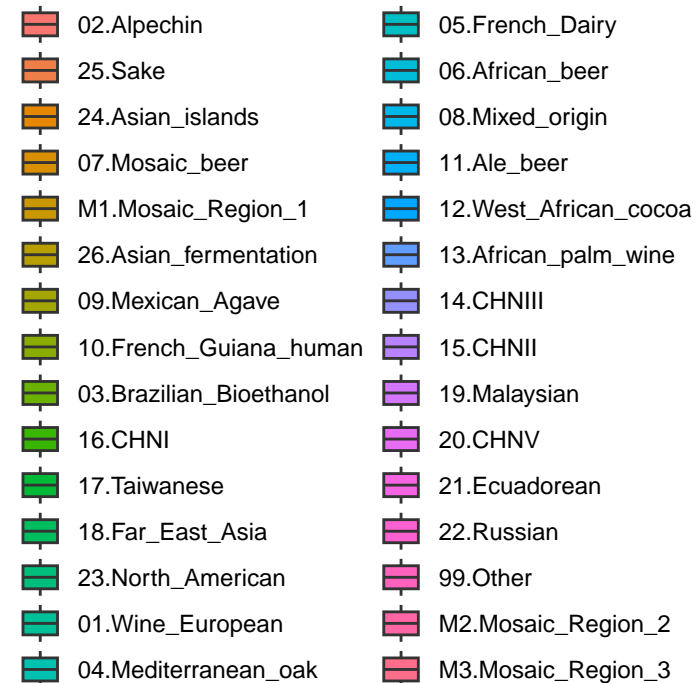 02.Alpechin
25.Sake
24.Asian_islands
07.Mosaic_beer
M1.Mosaic_Region_1
26.Asian_fermentation
09.Mexican_Agave
10.French_Guiana_human
03.Brazilian_Bioethanol
16.CHNI
17.Taiwanese
18.Far_East_Asia
23.North_American
01.Wine_European
04.Mediterranean_oak
05.French_Dairy
06.African_beer
08.Mixed_origin
11.Ale_beer
12.West_African_cocoa
13.African_palm_wine
14.CHNIII
15.CHNII
19.Malaysian
20.CHNV
21.Ecuadorean
22.Russian
99.Other
M2.Mosaic_Region_2
M3.Mosaic_Region_3